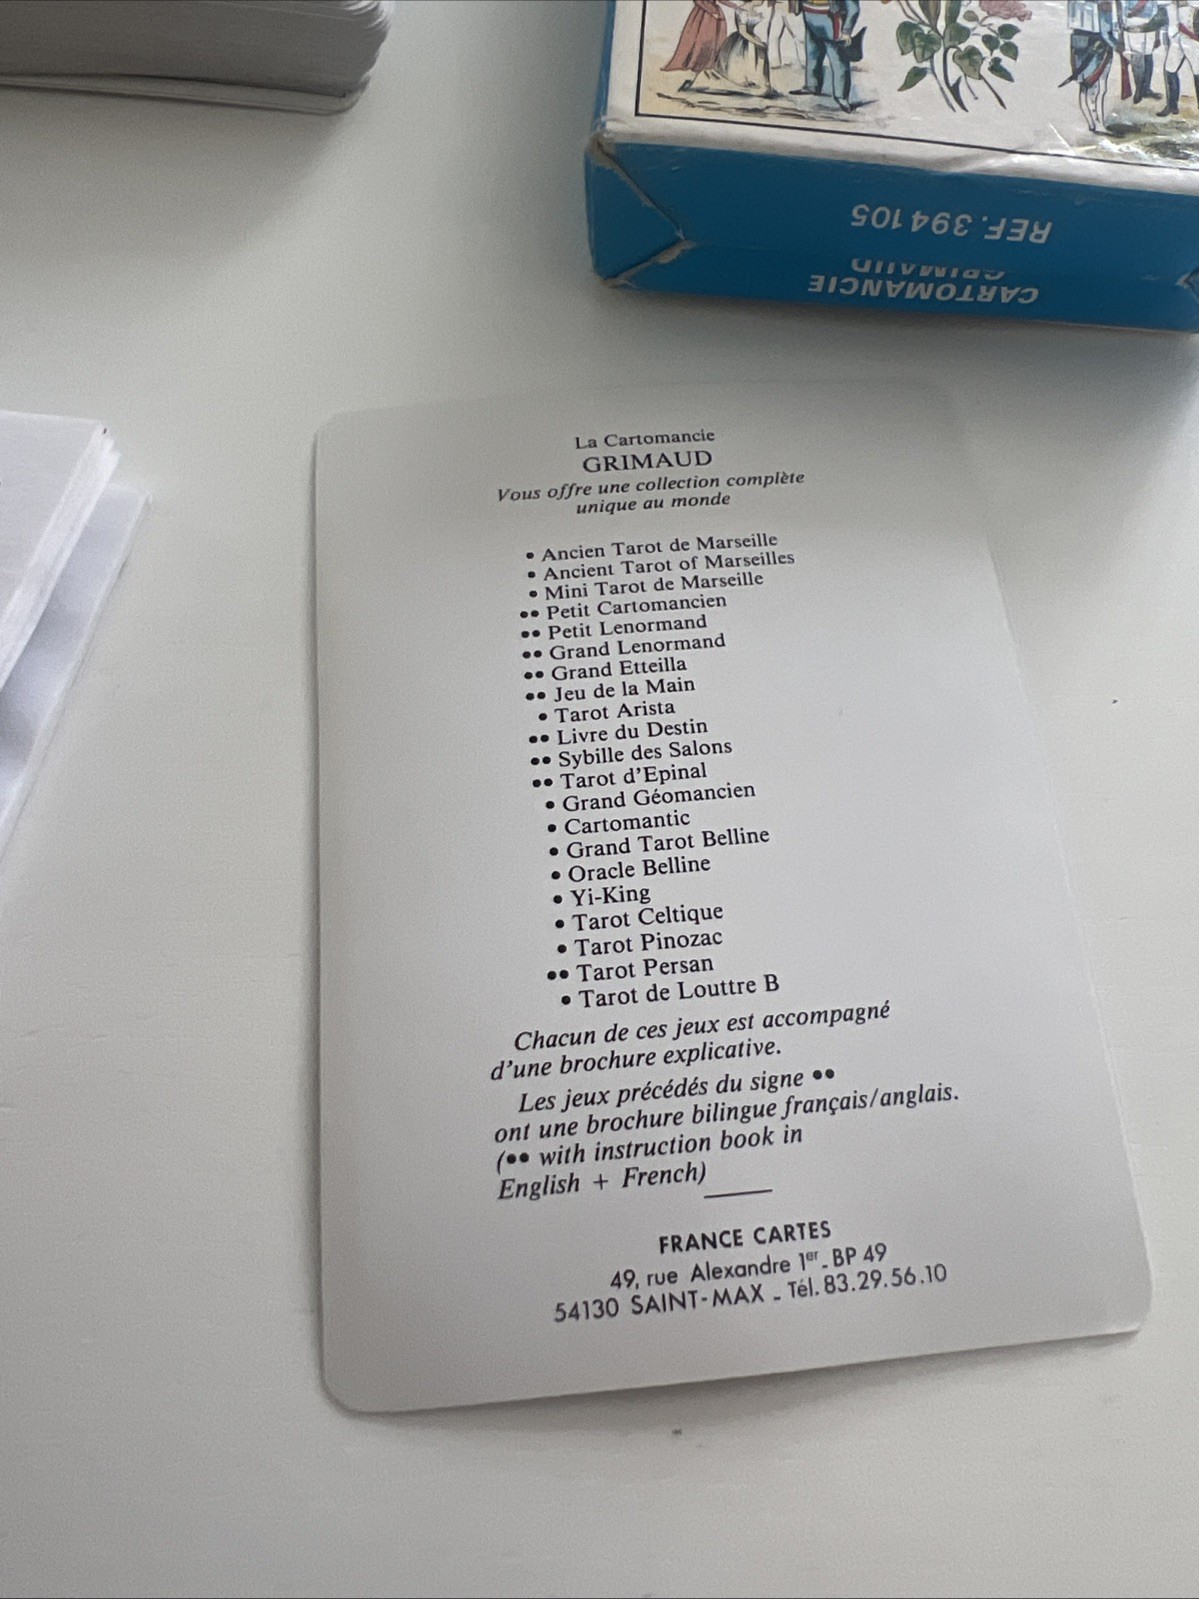 REF. 394105
CARTOMANCIE
GRIMAUD
La Cartomancie
GRIMAUD
Vous offre une collection complète
unique au monde
• Ancien Tarot de Marseille
• Ancient Tarot of Marseilles
• Mini Tarot de Marseille
•• Petit Cartomancien
•• Petit Lenormand
•• Grand Lenormand
•• Grand Etteilla
•• Jeu de la Main
• Tarot Arista
•• Livre du Destin
•• Sybille des Salons
•• Tarot d'Epinal
• Grand Géomancien
• Cartomantic
• Grand Tarot Belline
• Oracle Belline
• Yi-King
• Tarot Celtique
• Tarot Pinozac
•• Tarot Persan
• Tarot de Louttre B
Chacun de ces jeux est accompagné
d'une brochure explicative.
Les jeux précédés du signe ••
ont une brochure bilingue français/anglais.
(•• with instruction book in
English + French)
FRANCE CARTES
49, rue Alexandre 1er - BP 49
54130 SAINT-MAX - Tél. 83.29.56.10